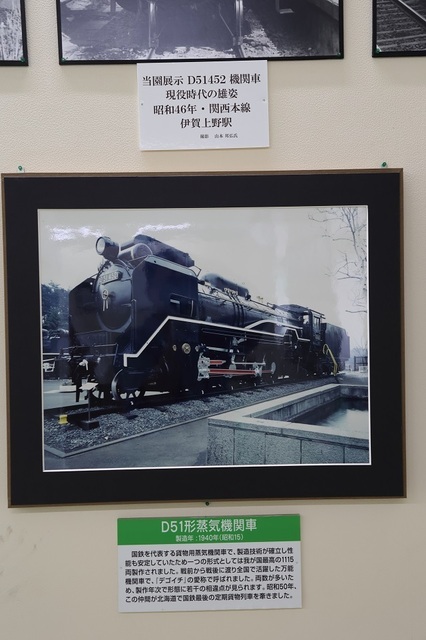 当園展示 D51452 機関車
現役時代の雄姿
昭和46年・関西本線
伊賀上野駅
撮影
D51形蒸気機関車
製造年:1940年(昭和15)
国鉄を代表する貨物用蒸気機関車で、製造技術が確立し性
能も安定していたため一つの形式としては我が国最高の1115
両製作されました。戦前から戦後に渡り全国で活躍した万能
機関車で、「デゴイチ」の愛称で呼ばれました。両数が多いた
め、製作年次で形態に若干の相違点が見られます。昭和50年、
この仲間が北海道で国鉄最後の定期貨物列車を牽きました。